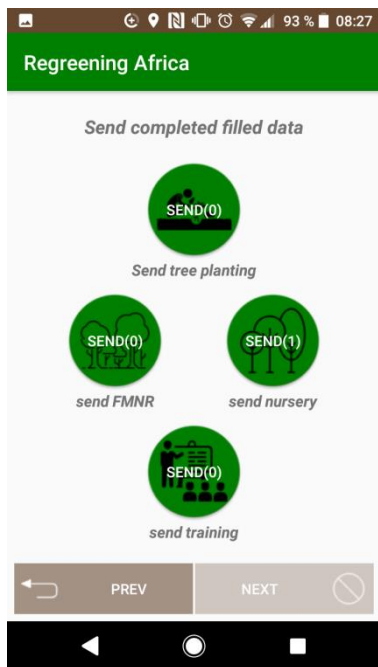 93 % 08:27
Regreening Africa
Send completed filled data
SEND(0)
Send tree planting
SEND(0) SEND(1)
send FMNR send nursery
SEND(0)
send training
PREV NEXT